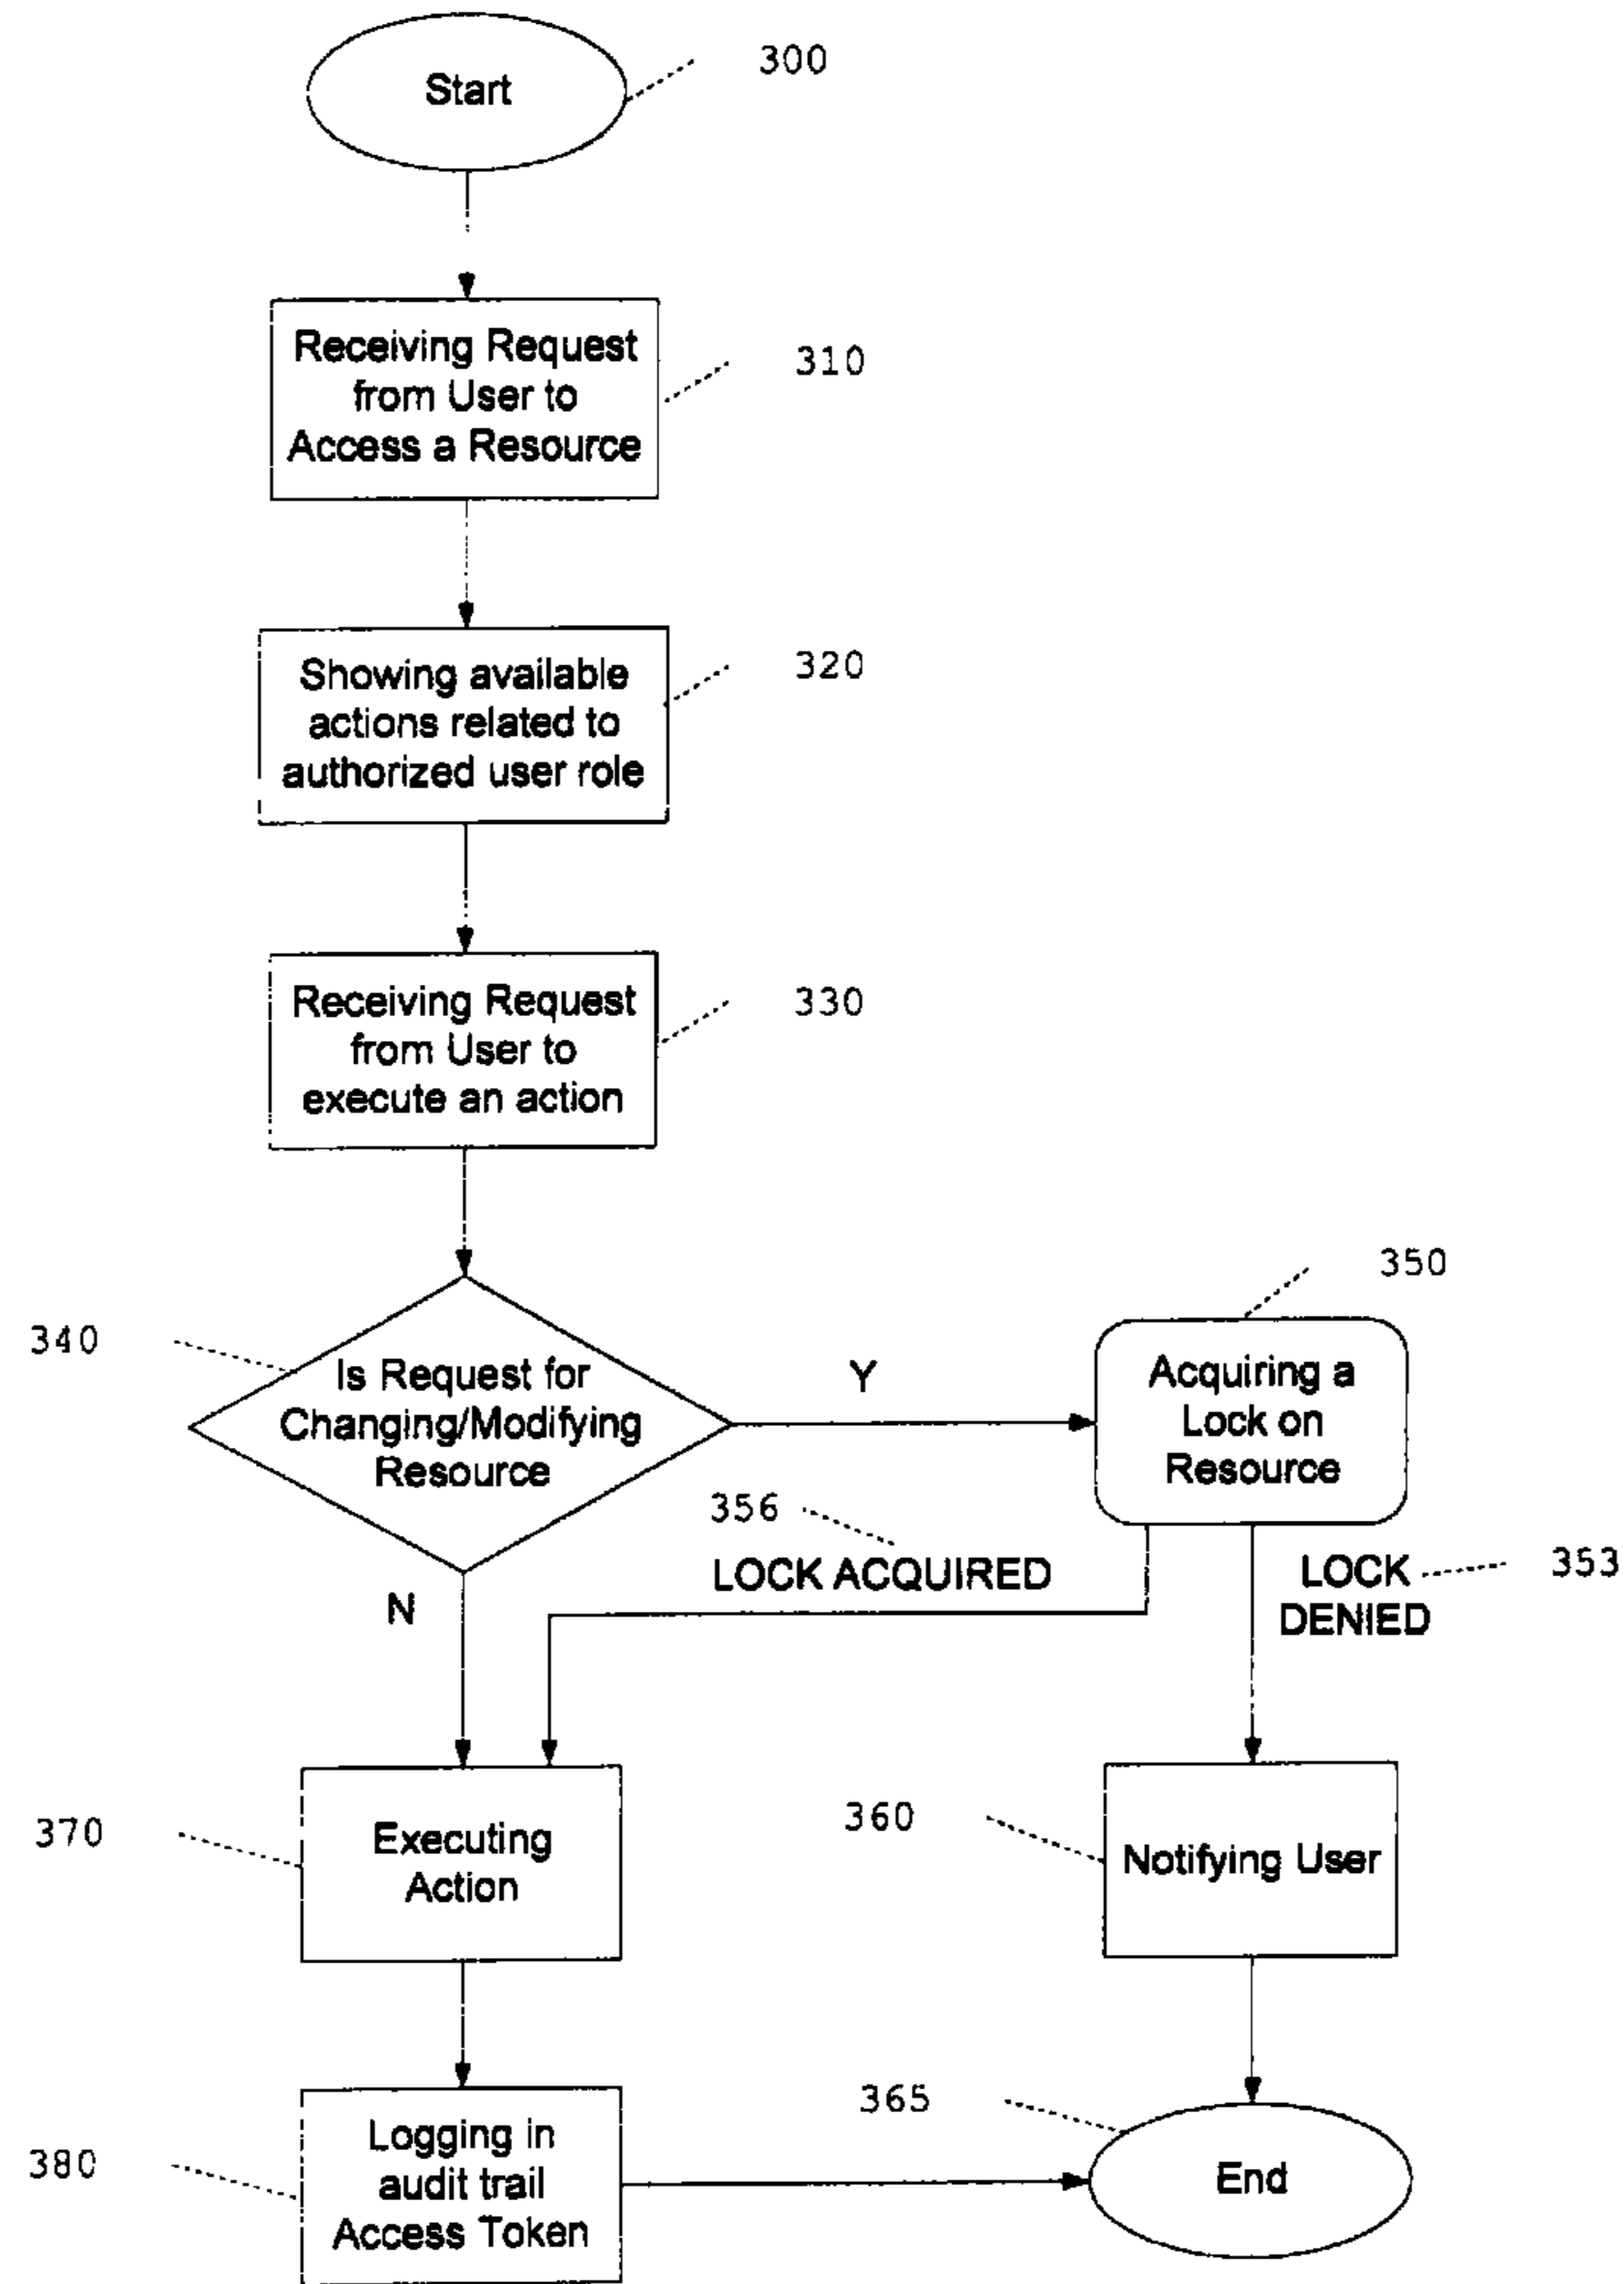 Start
300
Receiving Request
from User to
Access a Resource
310
Showing available
actions related to
authorized user role
320
Receiving Request
from User to
execute an action
330
340
Is Request for
Changing/Modifying
Resource
Y
350
Acquiring a
Lock on
Resource
356
LOCK ACQUIRED
LOCK
DENIED
353
N
370
Executing
Action
360
Notifying User
380
Logging in
audit trail
Access Token
365
End